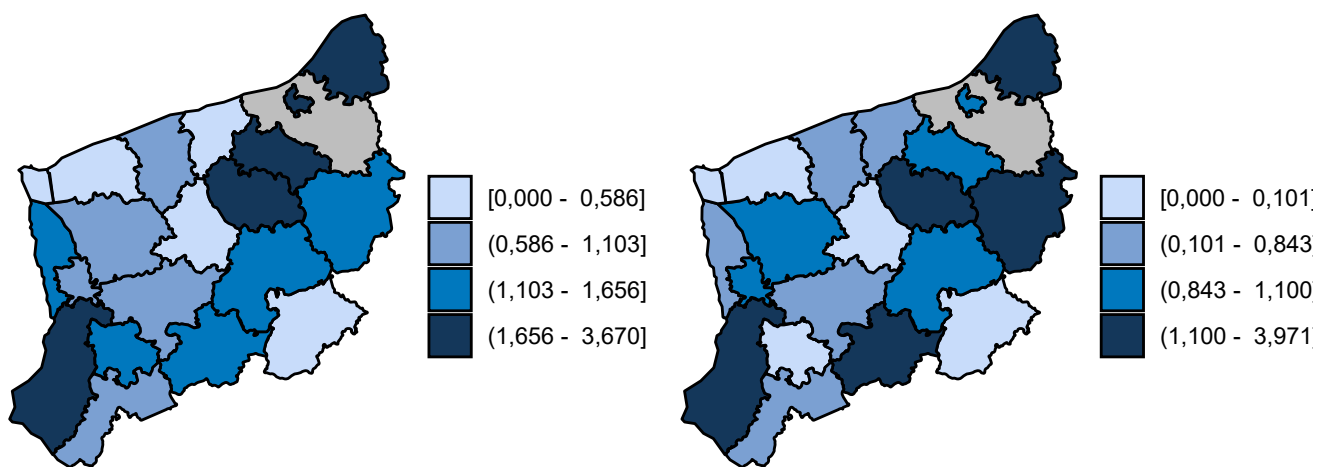 [0,000 - 0,586]
(0,586 - 1,103]
(1,103 - 1,656]
(1,656 - 3,670]
[0,000 - 0,101]
(0,101 - 0,843]
(0,843 - 1,100]
(1,100 - 3,971]